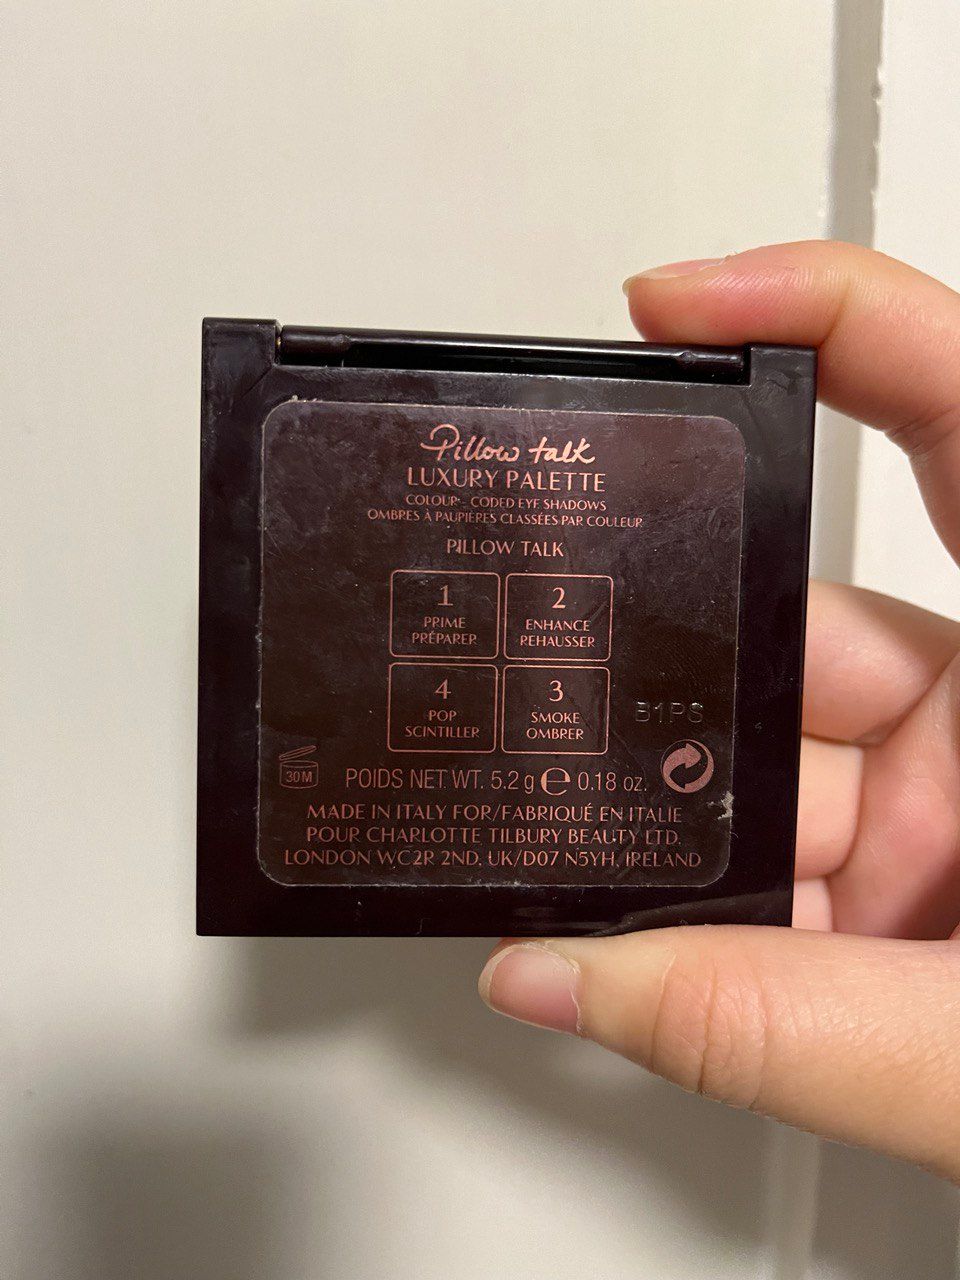 Pillow talk
LUXURY PALETTE
COLOUR - CODED EYE SHADOWS
OMBRES À PAUPIÈRES CLASSÉES PAR COULEUR
PILLOW TALK
1
PRIME
PRÉPARER
2
ENHANCE
REHAUSSER
4
POP
SCINTILLER
3
SMOKE
OMBRER
B1PS
30M
POIDS NET WT. 5.2 g ℮ 0.18 oz.
MADE IN ITALY FOR/FABRIQUÉ EN ITALIE
POUR CHARLOTTE TILBURY BEAUTY LTD.
LONDON WC2R 2ND, UK/D07 N5YH, IRELAND